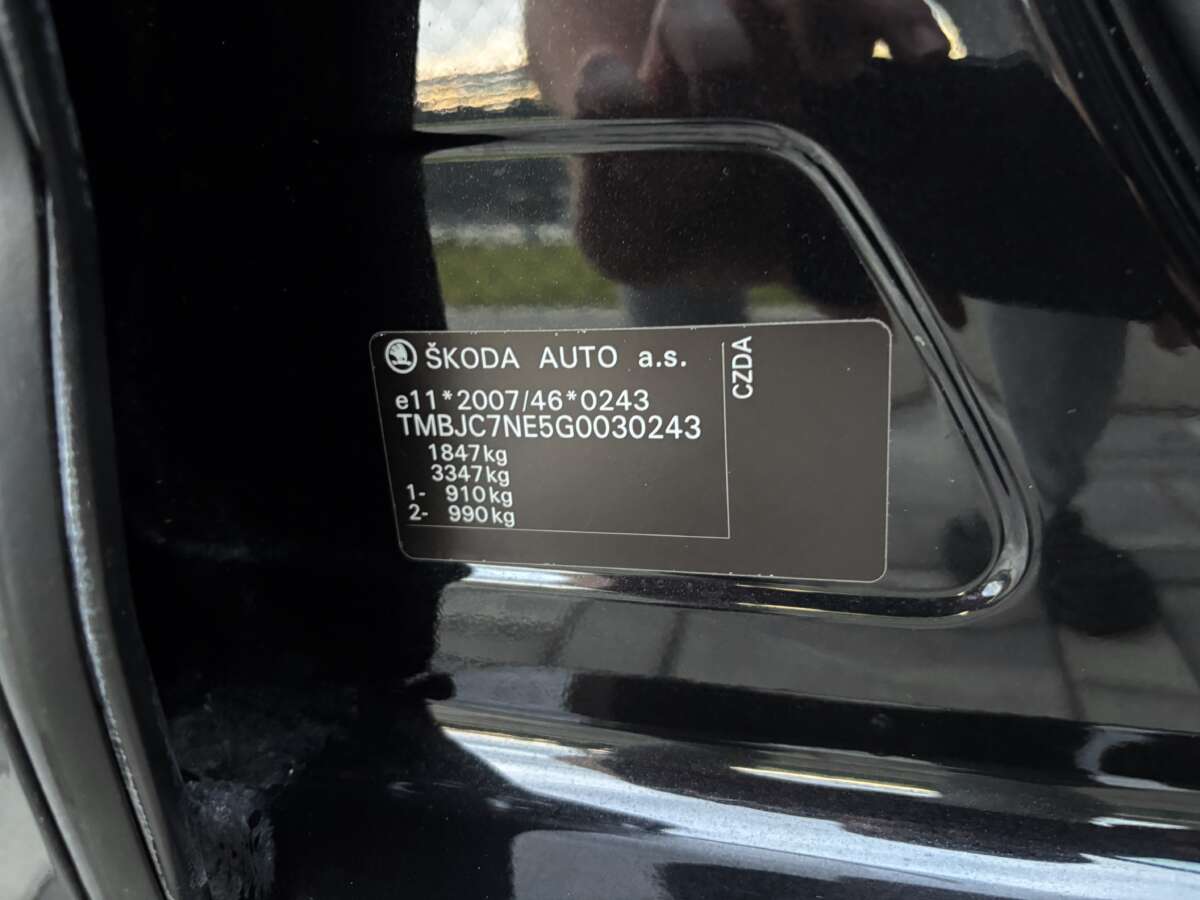 ŠKODA AUTO a.s.
e11*2007/46*0243
TMBJC7NE5G0030243
1847kg
3347kg
1- 910kg
2- 990kg
CZDA